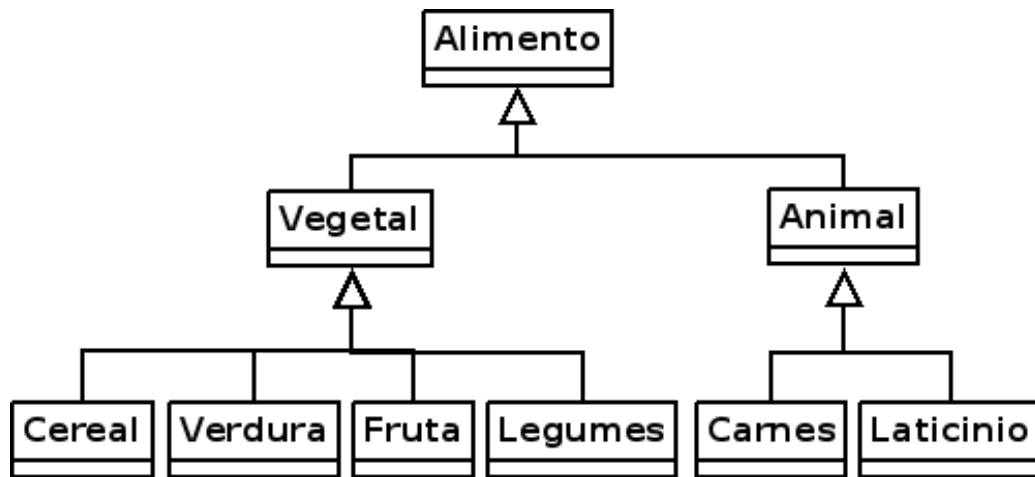 Alimento
Vegetal
Animal
Cereal
Verdura
Fruta
Legumes
Carnes
Laticinio